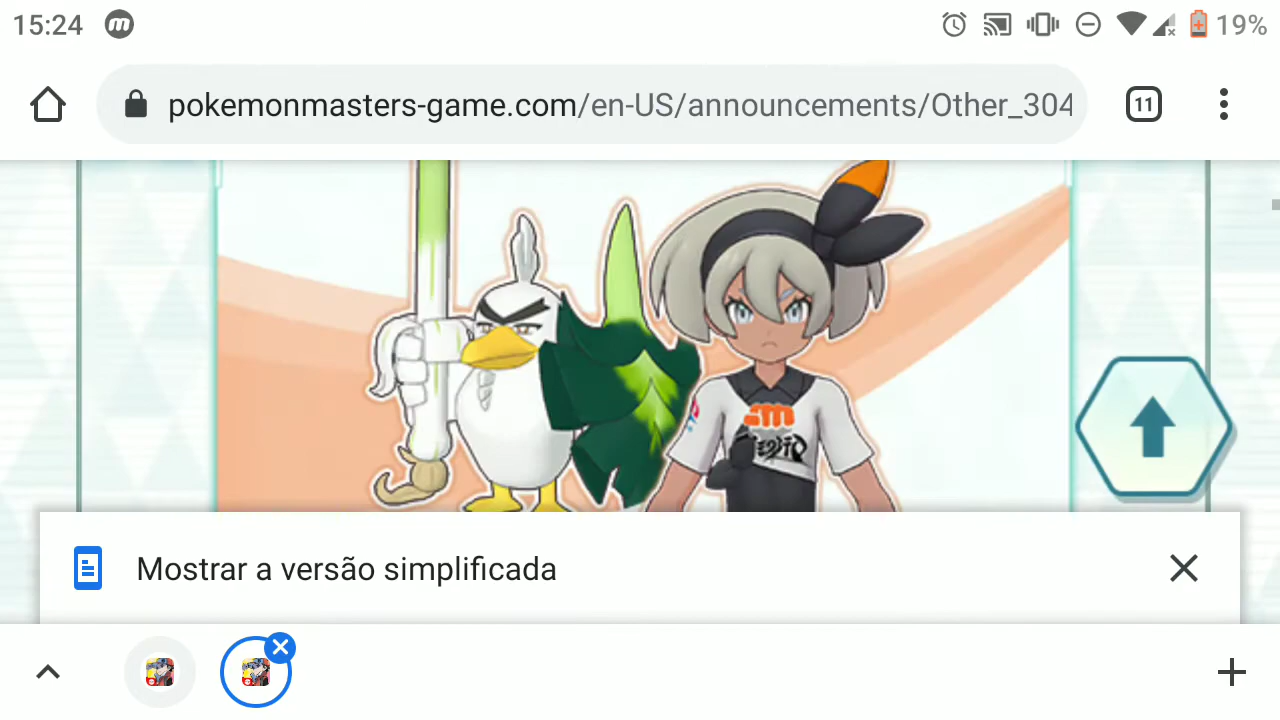 15:24
19%
pokemonmasters-game.com/en-US/announcements/Other_304
11
Mostrar a versão simplificada